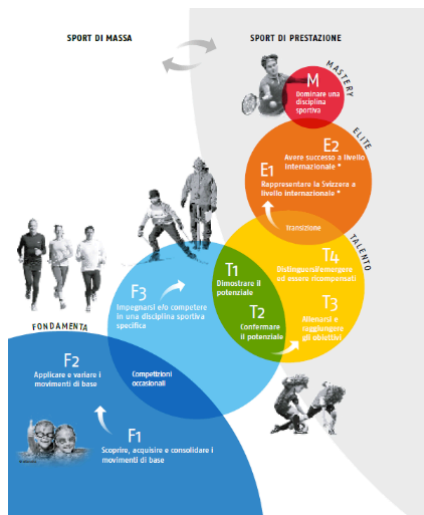 SPORT DI MASSA
SPORT DI PRESTAZIONE
MASTERY
M
Dominare una
disciplina
sportiva
ELITE
E2
Avere successo a livello
internazionale *
E1
Rappresentare la Svizzera a
livello internazionale *
Transizione
TALENTO
T4
Distinguersi/emergere
ed essere ricompensati
T1
Dimostrare il
potenziale
T3
Allenarsi e
raggiungere
gli obiettivi
T2
Confermare
il potenziale
F3
Impegnarsi e/o competere
in una disciplina sportiva
specifica
FONDAMENTA
F2
Applicare e variare i
movimenti di base
Competizioni
occasionali
F1
Scoprire, acquisire e consolidare i
movimenti di base